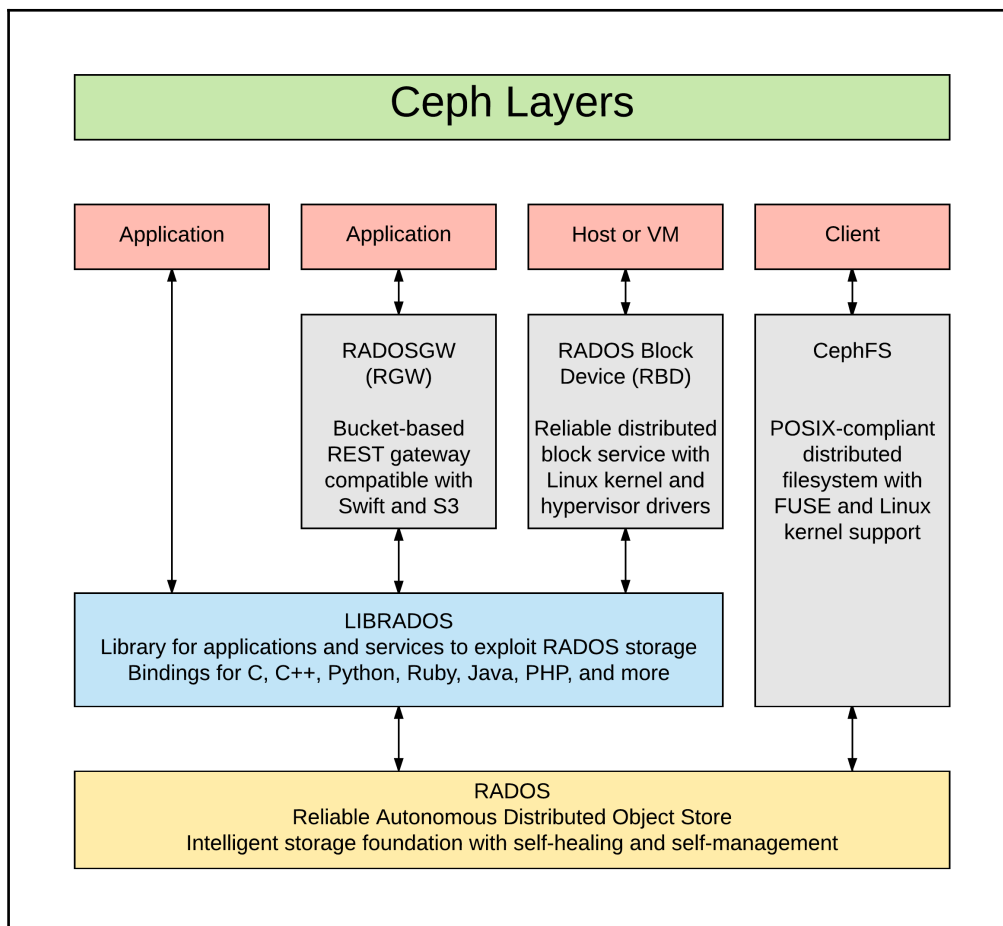 Ceph Layers
Application
Application
Host or VM
Client
RADOSGW
(RGW)
Bucket-based
REST gateway
compatible with
Swift and S3
RADOS Block
Device (RBD)
Reliable distributed
block service with
Linux kernel and
hypervisor drivers
CephFS
POSIX-compliant
distributed
filesystem with
FUSE and Linux
kernel support
LIBRADOS
Library for applications and services to exploit RADOS storage
Bindings for C, C++, Python, Ruby, Java, PHP, and more
RADOS
Reliable Autonomous Distributed Object Store
Intelligent storage foundation with self-healing and self-management